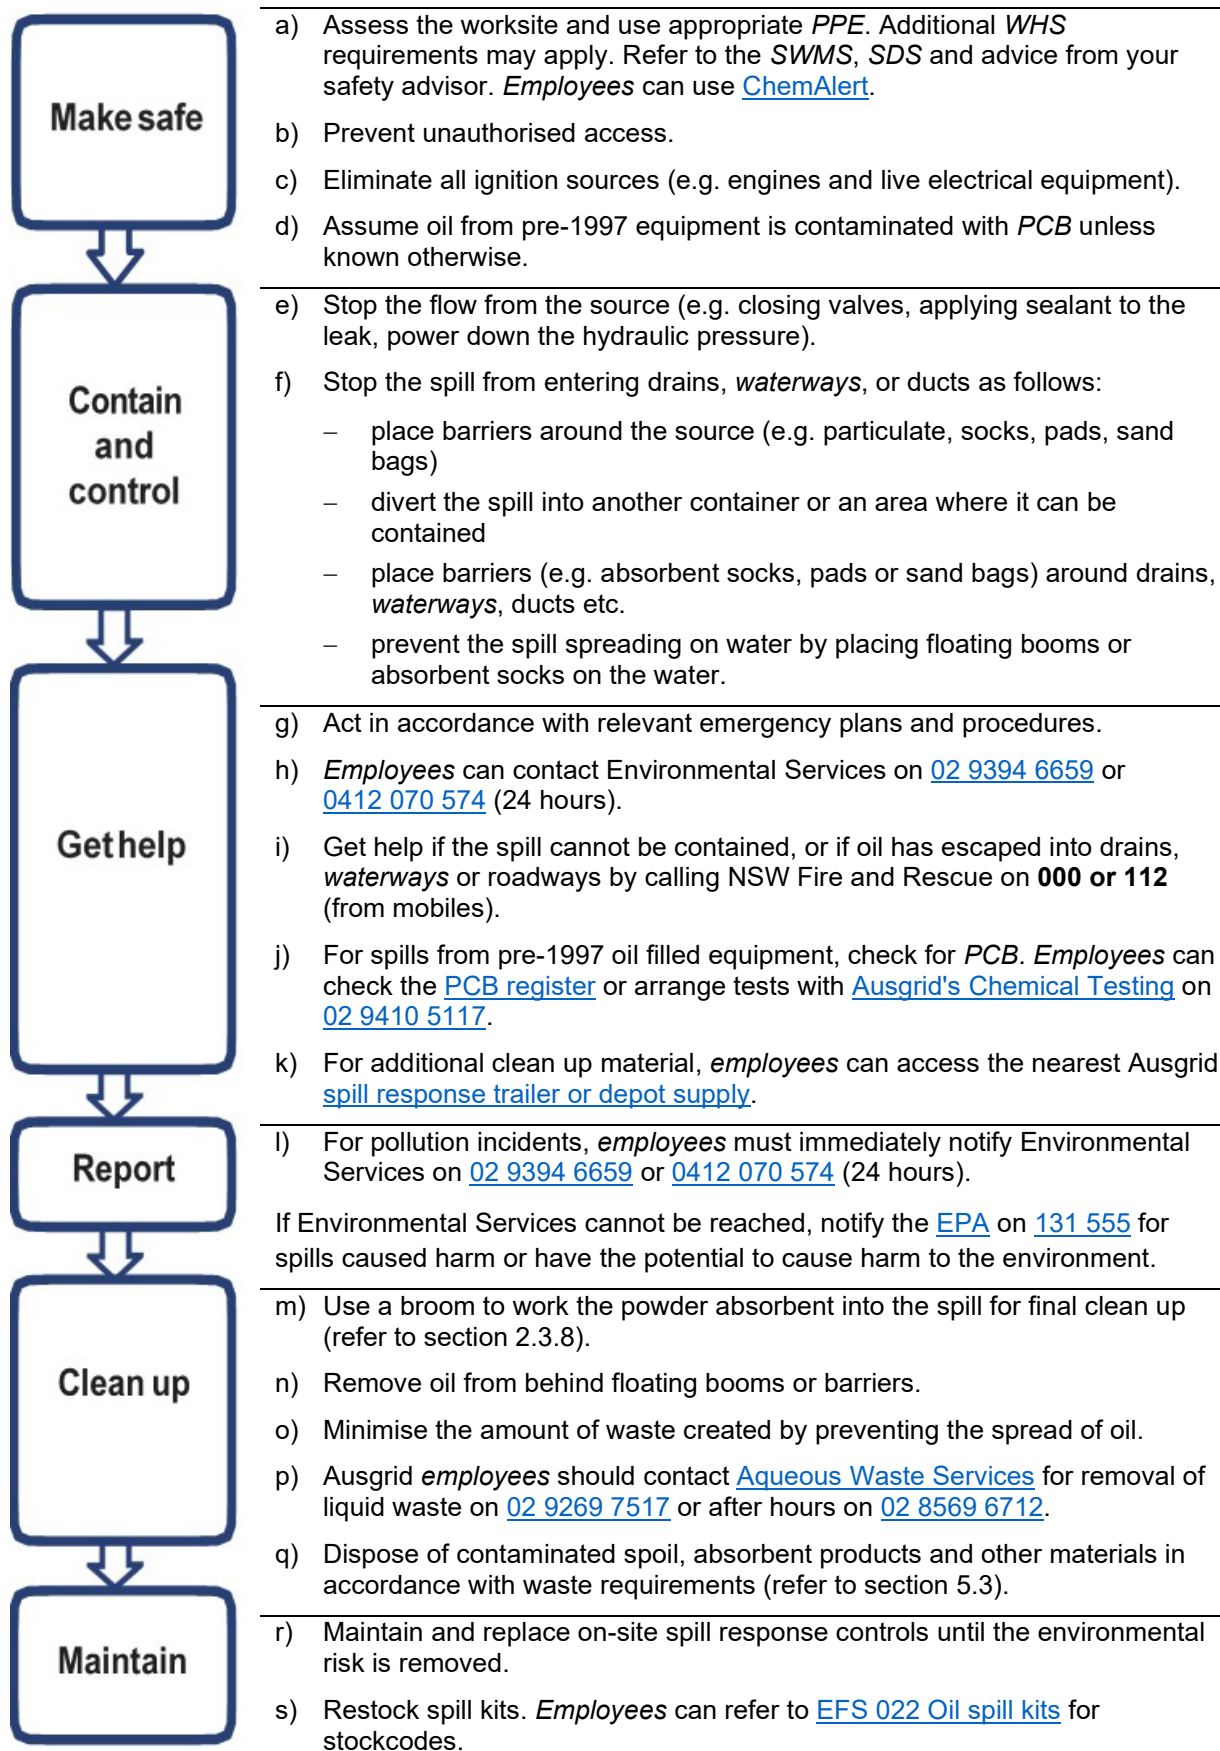 Make safe
a) Assess the worksite and use appropriate PPE. Additional WHS
requirements may apply. Refer to the SWMS, SDS and advice from your
safety advisor. Employees can use ChemAlert.
b) Prevent unauthorised access.
c) Eliminate all ignition sources (e.g. engines and live electrical equipment).
d) Assume oil from pre-1997 equipment is contaminated with PCB unless
known otherwise.
Contain
and
control
e) Stop the flow from the source (e.g. closing valves, applying sealant to the
leak, power down the hydraulic pressure).
f) Stop the spill from entering drains, waterways, or ducts as follows:
– place barriers around the source (e.g. particulate, socks, pads, sand
bags)
– divert the spill into another container or an area where it can be
contained
– place barriers (e.g. absorbent socks, pads or sand bags) around drains,
waterways, ducts etc.
– prevent the spill spreading on water by placing floating booms or
absorbent socks on the water.
Get help
g) Act in accordance with relevant emergency plans and procedures.
h) Employees can contact Environmental Services on 02 9394 6659 or
0412 070 574 (24 hours).
i) Get help if the spill cannot be contained, or if oil has escaped into drains,
waterways or roadways by calling NSW Fire and Rescue on 000 or 112
(from mobiles).
j) For spills from pre-1997 oil filled equipment, check for PCB. Employees can
check the PCB register or arrange tests with Ausgrid's Chemical Testing on
02 9410 5117.
k) For additional clean up material, employees can access the nearest Ausgrid
spill response trailer or depot supply.
Report
l) For pollution incidents, employees must immediately notify Environmental
Services on 02 9394 6659 or 0412 070 574 (24 hours).
If Environmental Services cannot be reached, notify the EPA on 131 555 for
spills caused harm or have the potential to cause harm to the environment.
Clean up
m) Use a broom to work the powder absorbent into the spill for final clean up
(refer to section 2.3.8).
n) Remove oil from behind floating booms or barriers.
o) Minimise the amount of waste created by preventing the spread of oil.
p) Ausgrid employees should contact Aqueous Waste Services for removal of
liquid waste on 02 9269 7517 or after hours on 02 8569 6712.
q) Dispose of contaminated spoil, absorbent products and other materials in
accordance with waste requirements (refer to section 5.3).
Maintain
r) Maintain and replace on-site spill response controls until the environmental
risk is removed.
s) Restock spill kits. Employees can refer to EFS 022 Oil spill kits for
stockcodes.